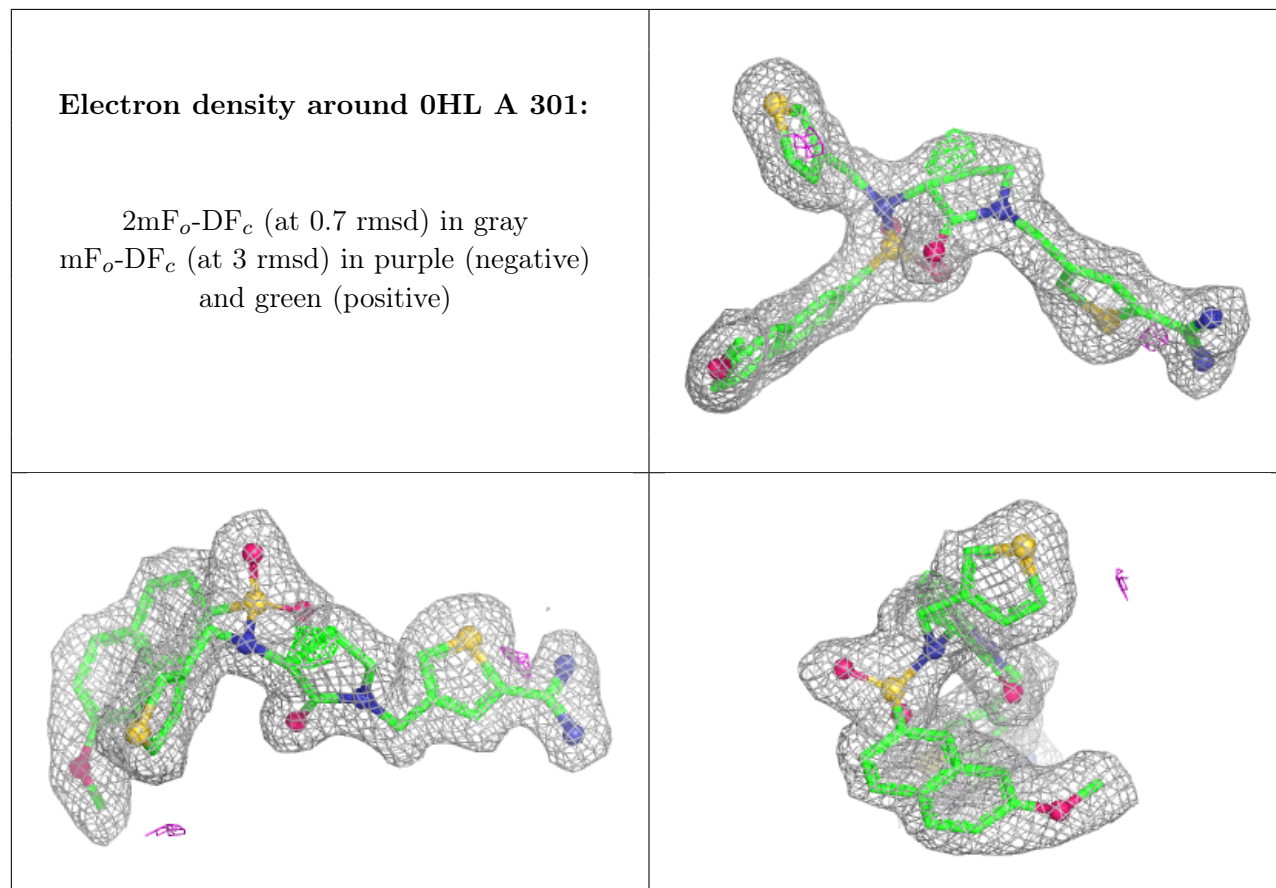 Electron density around 0HL A 301:
2mFo-DFc (at 0.7 rmsd) in gray
mFo-DFc (at 3 rmsd) in purple (negative)
and green (positive)